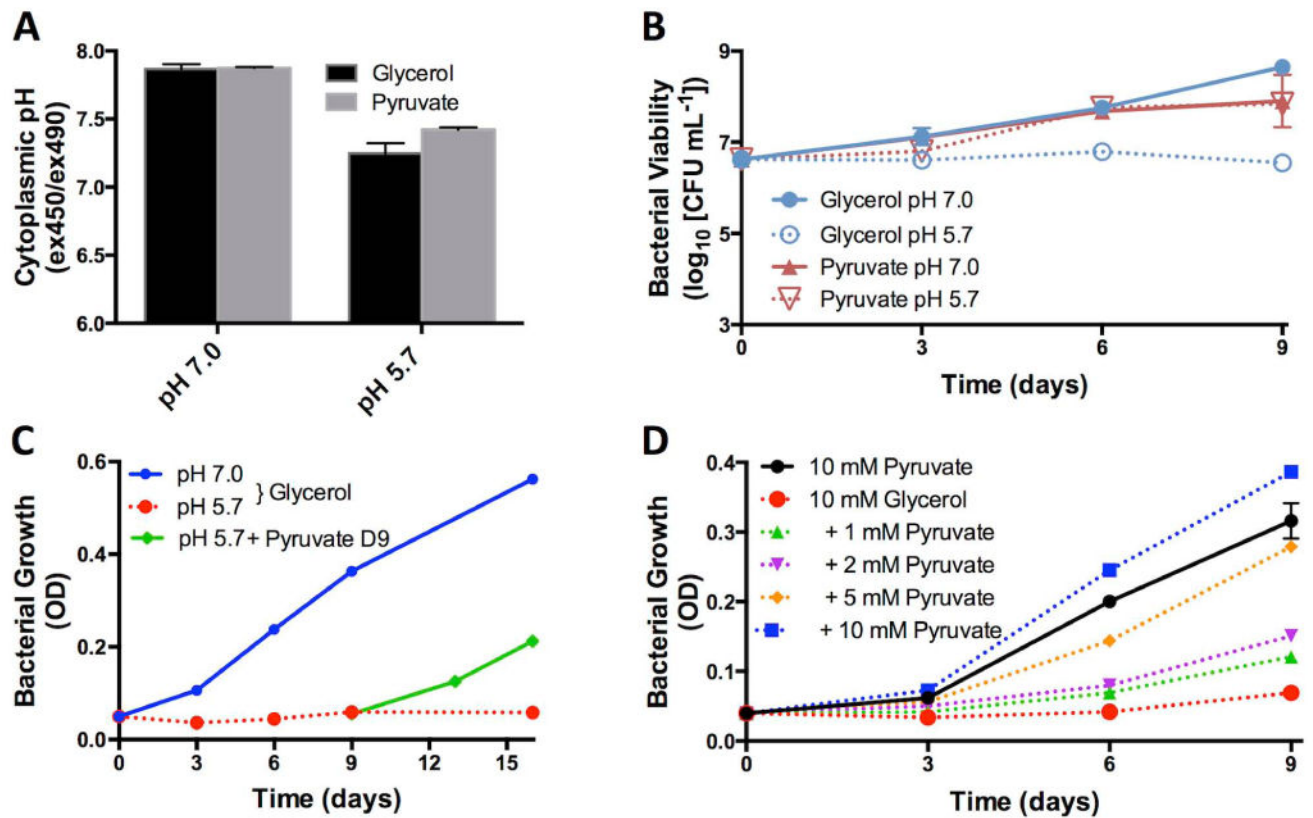 A
Cytoplasmic pH
(ex450/ex490)
8.0
7.5
7.0
6.5
6.0
Glycerol
Pyruvate
pH 7.0
pH 5.7
B
Bacterial Viability
(log10 [CFU mL-1])
9
7
5
3
Glycerol pH 7.0
Glycerol pH 5.7
Pyruvate pH 7.0
Pyruvate pH 5.7
0
3
6
9
Time (days)
C
Bacterial Growth
(OD)
0.6
0.4
0.2
0.0
pH 7.0
pH 5.7
} Glycerol
pH 5.7 + Pyruvate D9
0
3
6
9
12
15
Time (days)
D
Bacterial Growth
(OD)
0.4
0.3
0.2
0.1
0.0
10 mM Pyruvate
10 mM Glycerol
+ 1 mM Pyruvate
+ 2 mM Pyruvate
+ 5 mM Pyruvate
+ 10 mM Pyruvate
0
3
6
9
Time (days)